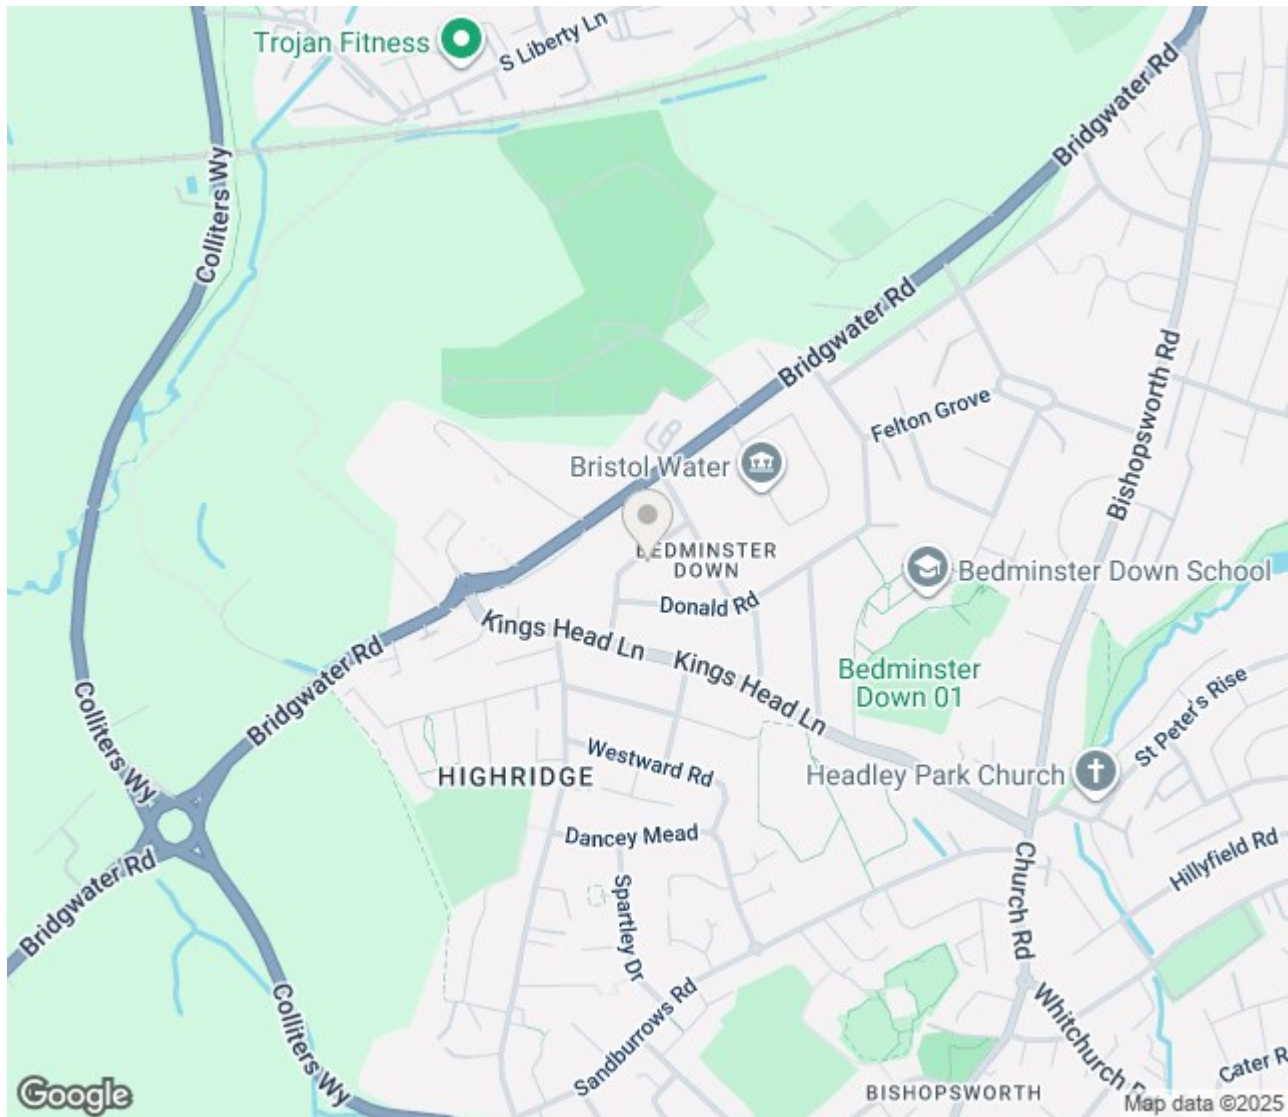 Trojan Fitness
S Liberty Ln
Bridgwater Rd
Colliters Wy
Bridgwater Rd
Bishopsworth Rd
Felton Grove
Bristol Water
BEDMINSTER
DOWN
Bedminster Down School
Donald Rd
Kings Head Ln
Kings Head Ln
Bedminster
Down 01
Bridgwater Rd
Colliters Wy
St Peter's Rise
Westward Rd
HIGHRIDGE
Headley Park Church
Dancey Mead
Hillyfield Rd
Church Rd
Spartley Dr
Bridgwater Rd
Sandburrows Rd
Colliters Wy
Whitchurch R
Cater R
BISHOPSWORTH
Google
Map data ©2025